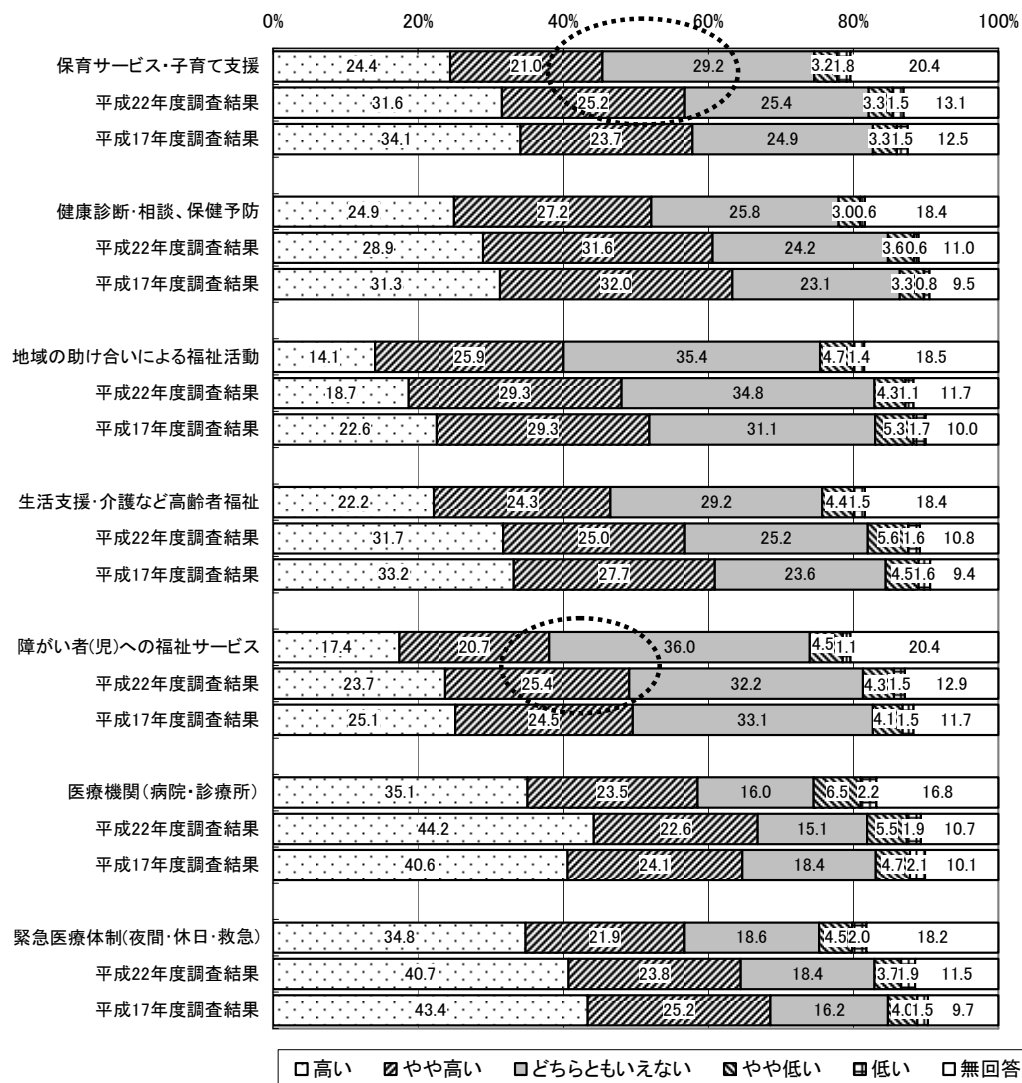 0% 20% 40% 60% 80% 100%
保育サービス・子育て支援 24.4 21.0 29.2 3.2 1.8 20.4
平成22年度調査結果 31.6 25.2 25.4 3.3 1.5 13.1
平成17年度調査結果 34.1 23.7 24.9 3.3 1.5 12.5
健康診断・相談、保健予防 24.9 27.2 25.8 3.0 0.6 18.4
平成22年度調査結果 28.9 31.6 24.2 3.6 0.6 11.0
平成17年度調査結果 31.3 32.0 23.1 3.3 0.8 9.5
地域の助け合いによる福祉活動 14.1 25.9 35.4 4.7 1.4 18.5
平成22年度調査結果 18.7 29.3 34.8 4.3 1.1 11.7
平成17年度調査結果 22.6 29.3 31.1 5.3 1.7 10.0
生活支援・介護など高齢者福祉 22.2 24.3 29.2 4.4 1.5 18.4
平成22年度調査結果 31.7 25.0 25.2 5.6 1.6 10.8
平成17年度調査結果 33.2 27.7 23.6 4.5 1.6 9.4
障がい者(児)への福祉サービス 17.4 20.7 36.0 4.5 1.1 20.4
平成22年度調査結果 23.7 25.4 32.2 4.3 1.5 12.9
平成17年度調査結果 25.1 24.5 33.1 4.1 1.5 11.7
医療機関(病院・診療所) 35.1 23.5 16.0 6.5 2.2 16.8
平成22年度調査結果 44.2 22.6 15.1 5.5 1.9 10.7
平成17年度調査結果 40.6 24.1 18.4 4.7 2.1 10.1
緊急医療体制(夜間・休日・救急) 34.8 21.9 18.6 4.5 2.0 18.2
平成22年度調査結果 40.7 23.8 18.4 3.7 1.9 11.5
平成17年度調査結果 43.4 25.2 16.2 4.0 1.5 9.7
高い やや高い どちらともいえない やや低い 低い 無回答